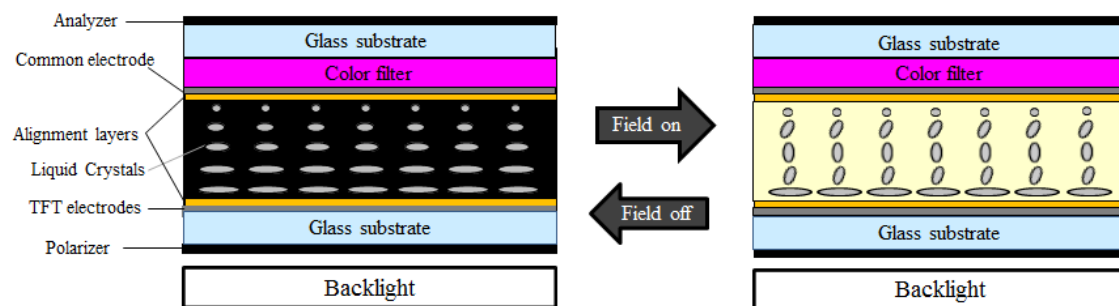 Analyzer
Glass substrate
Common electrode
Color filter
Alignment layers
Liquid Crystals
TFT electrodes
Glass substrate
Polarizer
Backlight
Field on
Field off
Glass substrate
Color filter
Glass substrate
Backlight